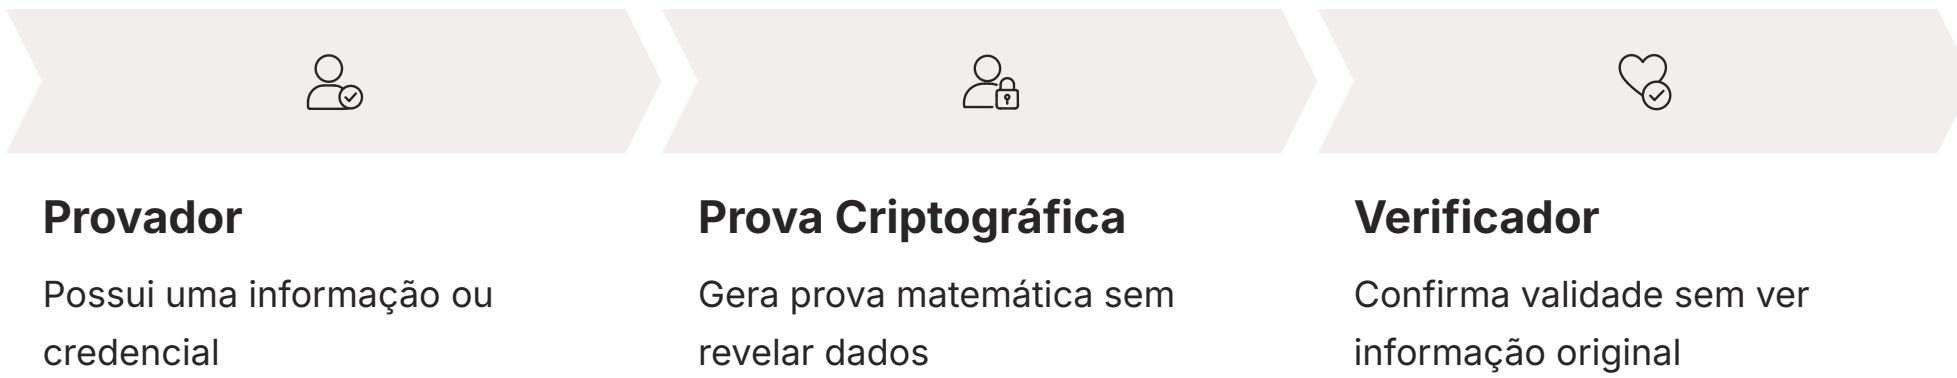 Provador
Possui uma informação ou
credencial
Prova Criptográfica
Gera prova matemática sem
revelar dados
Verificador
Confirma validade sem ver
informação original